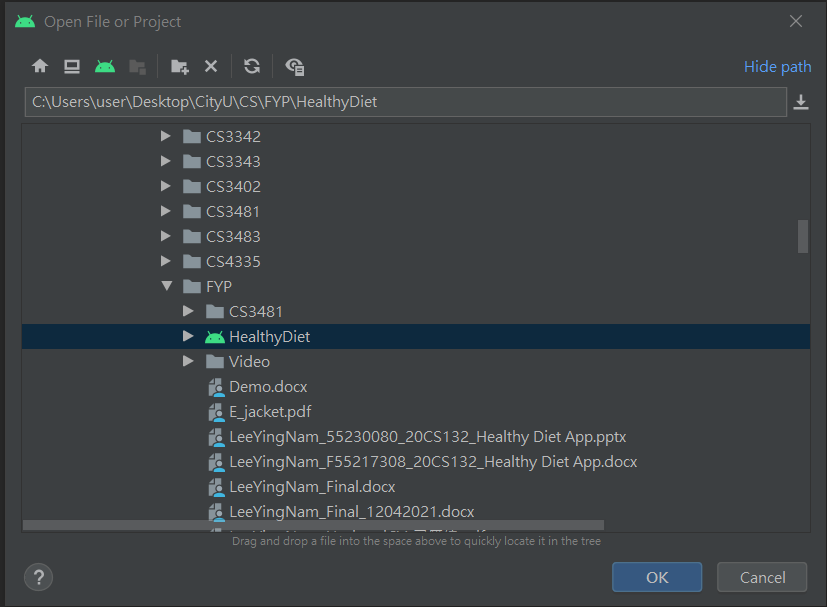 Open File or Project
Hide path
C:\Users\user\Desktop\CityU\CS\FYP\HealthyDiet
CS3342
CS3343
CS3402
CS3481
CS3483
CS4335
FYP
CS3481
HealthyDiet
Video
Demo.docx
E_jacket.pdf
LeeYingNam_55230080_20CS132_Healthy Diet App.pptx
LeeYingNam_F55217308_20CS132_Healthy Diet App.docx
LeeYingNam_Final.docx
LeeYingNam_Final_12042021.docx
Drag and drop a file into the space above to quickly locate it in the tree
?
OK
Cancel